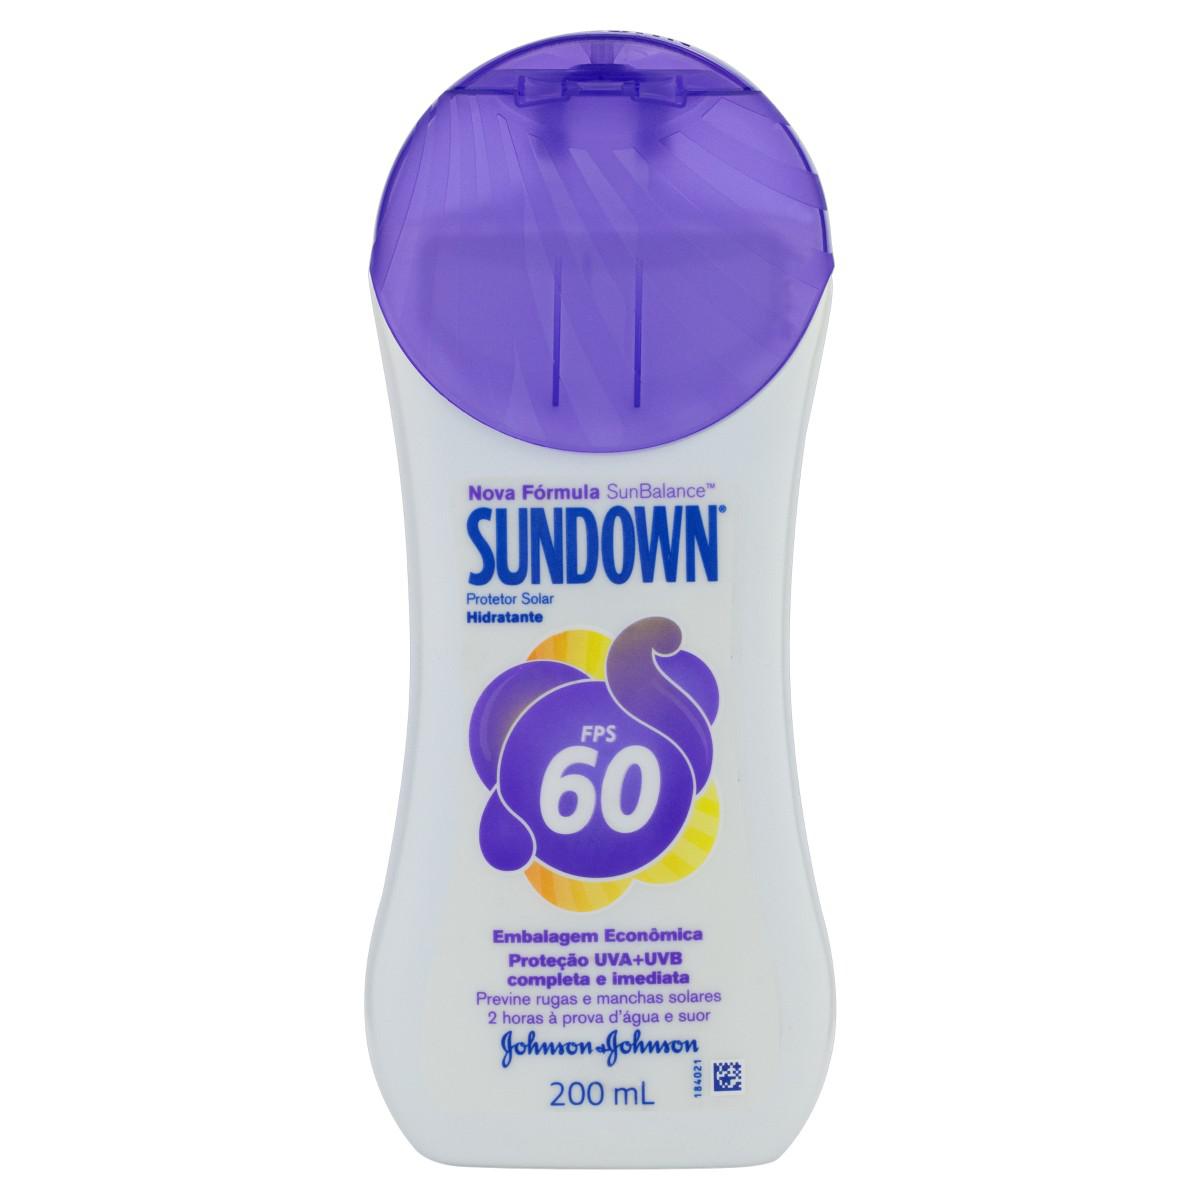 Nova Fórmula SunBalance™
SUNDOWN®
Protetor Solar
Hidratante
FPS
60
Embalagem Econômica
Proteção UVA+UVB
completa e imediata
Previne rugas e manchas solares
2 horas à prova d'água e suor
Johnson & Johnson
200 mL
184021